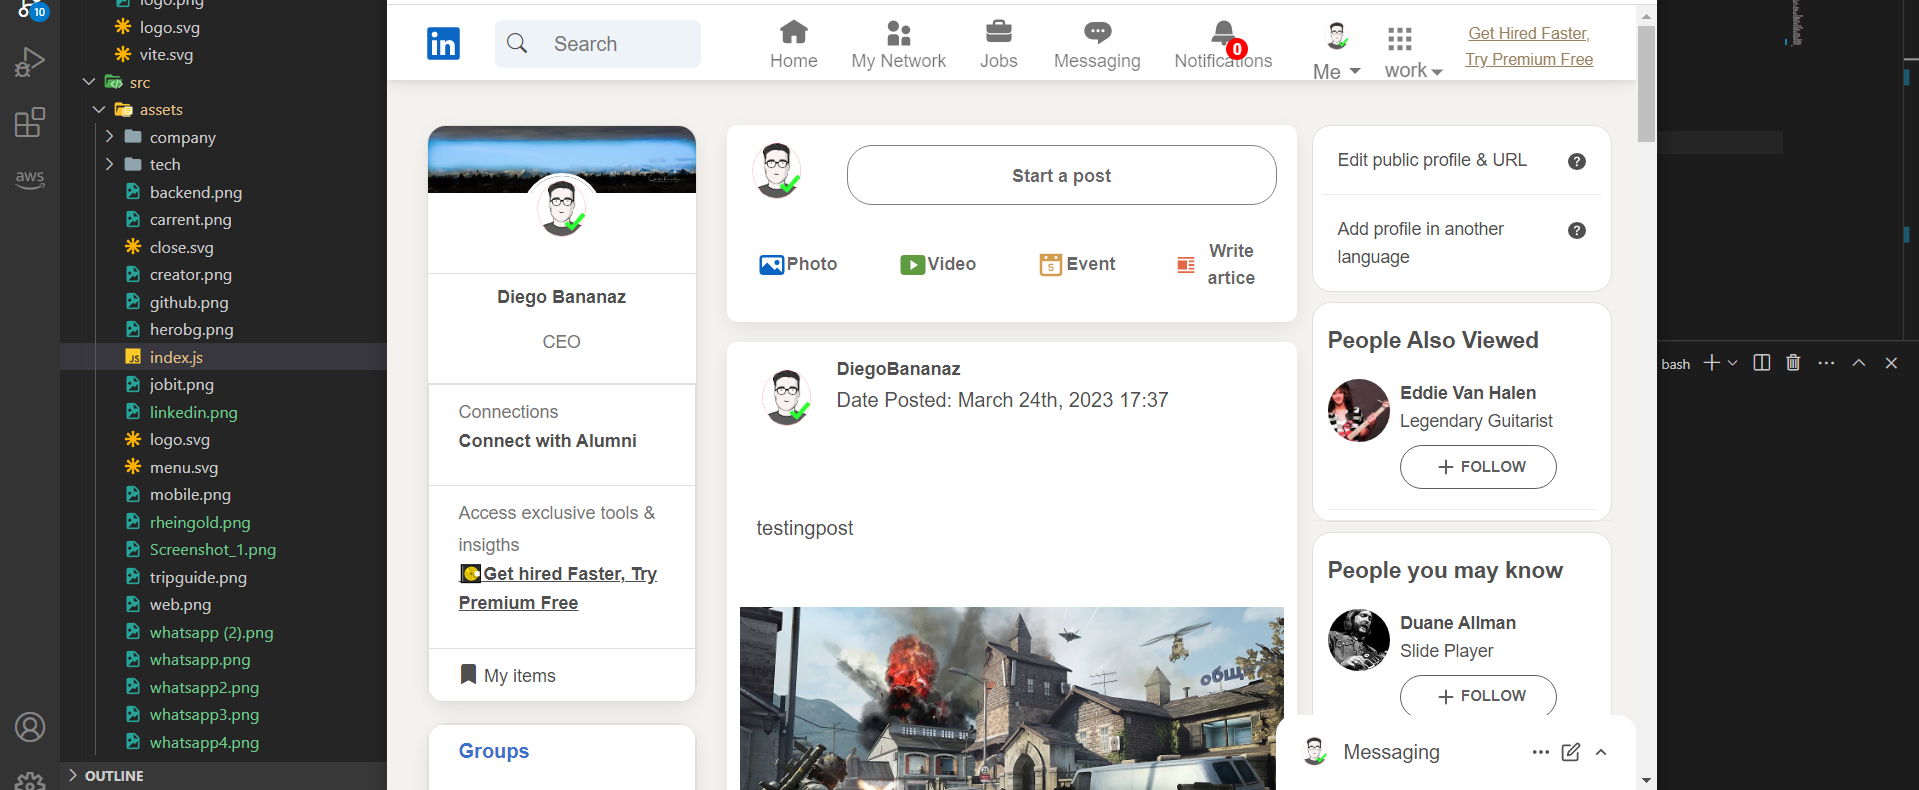 10
logo.png
logo.svg
vite.svg
src
assets
company
tech
backend.png
carrent.png
close.svg
creator.png
github.png
herobg.png
JS index.js
jobit.png
linkedin.png
logo.svg
menu.svg
mobile.png
rheingold.png
Screenshot_1.png
tripguide.png
web.png
whatsapp (2).png
whatsapp.png
whatsapp2.png
whatsapp3.png
whatsapp4.png
OUTLINE
aws
in
Search
Home
My Network
Jobs
Messaging
0
Notifications
Me
work
Get Hired Faster,
Try Premium Free
Diego Bananaz
CEO
Connections
Connect with Alumni
Access exclusive tools &
insigths
Get hired Faster, Try
Premium Free
My items
Groups
Start a post
Photo
Video
5
Event
Write
artice
DiegoBananaz
Date Posted: March 24th, 2023 17:37
testingpost
общ
Edit public profile & URL
?
Add profile in another
language
?
People Also Viewed
Eddie Van Halen
Legendary Guitarist
FOLLOW
People you may know
Duane Allman
Slide Player
FOLLOW
Messaging
bash